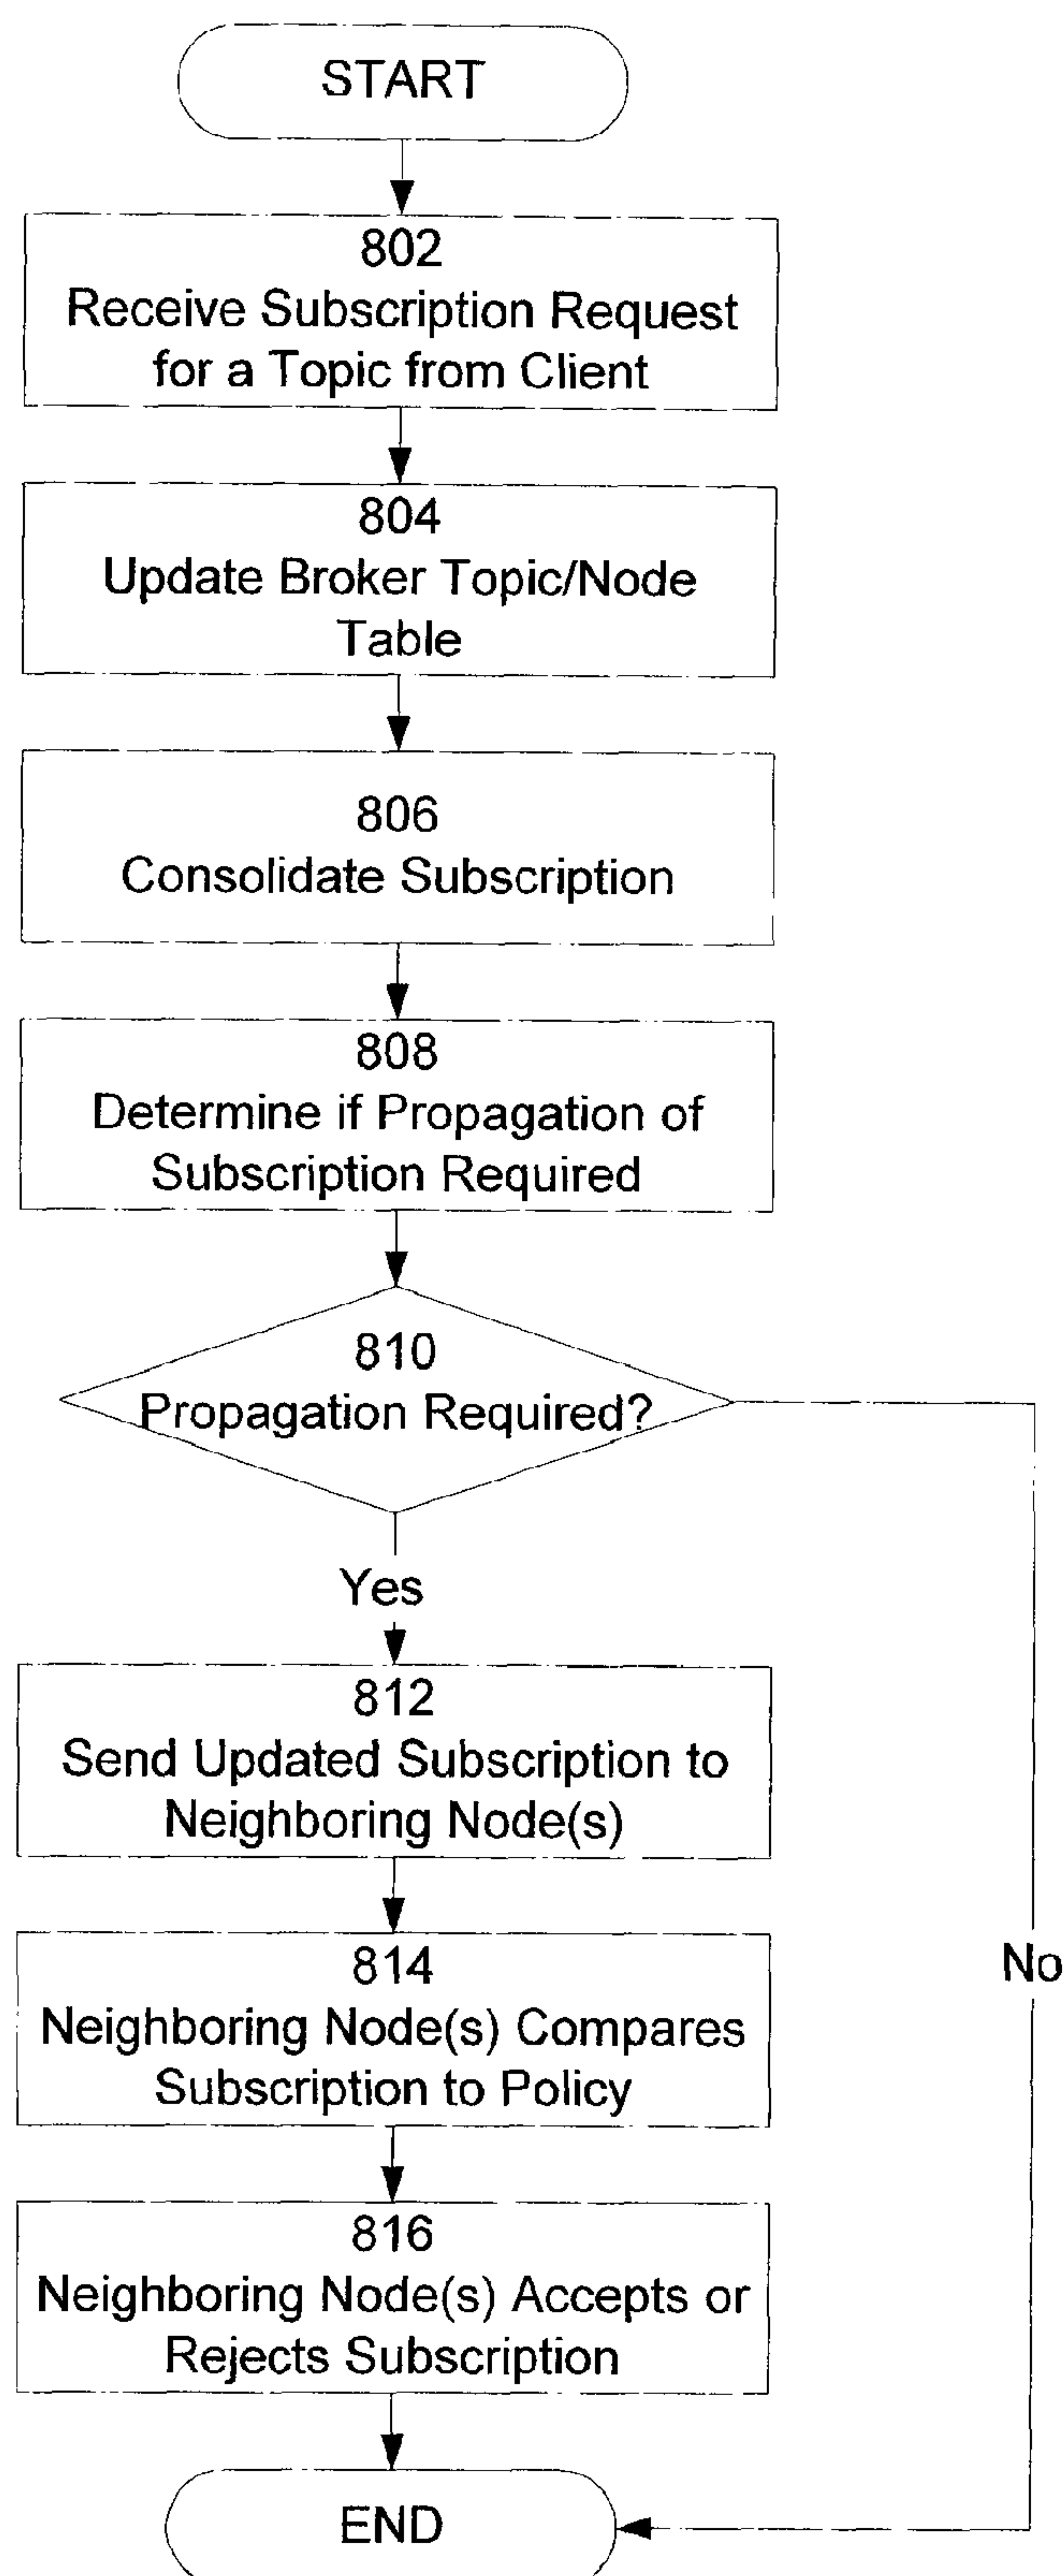 START
802
Receive Subscription Request
for a Topic from Client
804
Update Broker Topic/Node
Table
806
Consolidate Subscription
808
Determine if Propagation of
Subscription Required
810
Propagation Required?
Yes
812
Send Updated Subscription to
Neighboring Node(s)
814
No
Neighboring Node(s) Compares
Subscription to Policy
816
Neighboring Node(s) Accepts or
Rejects Subscription
END